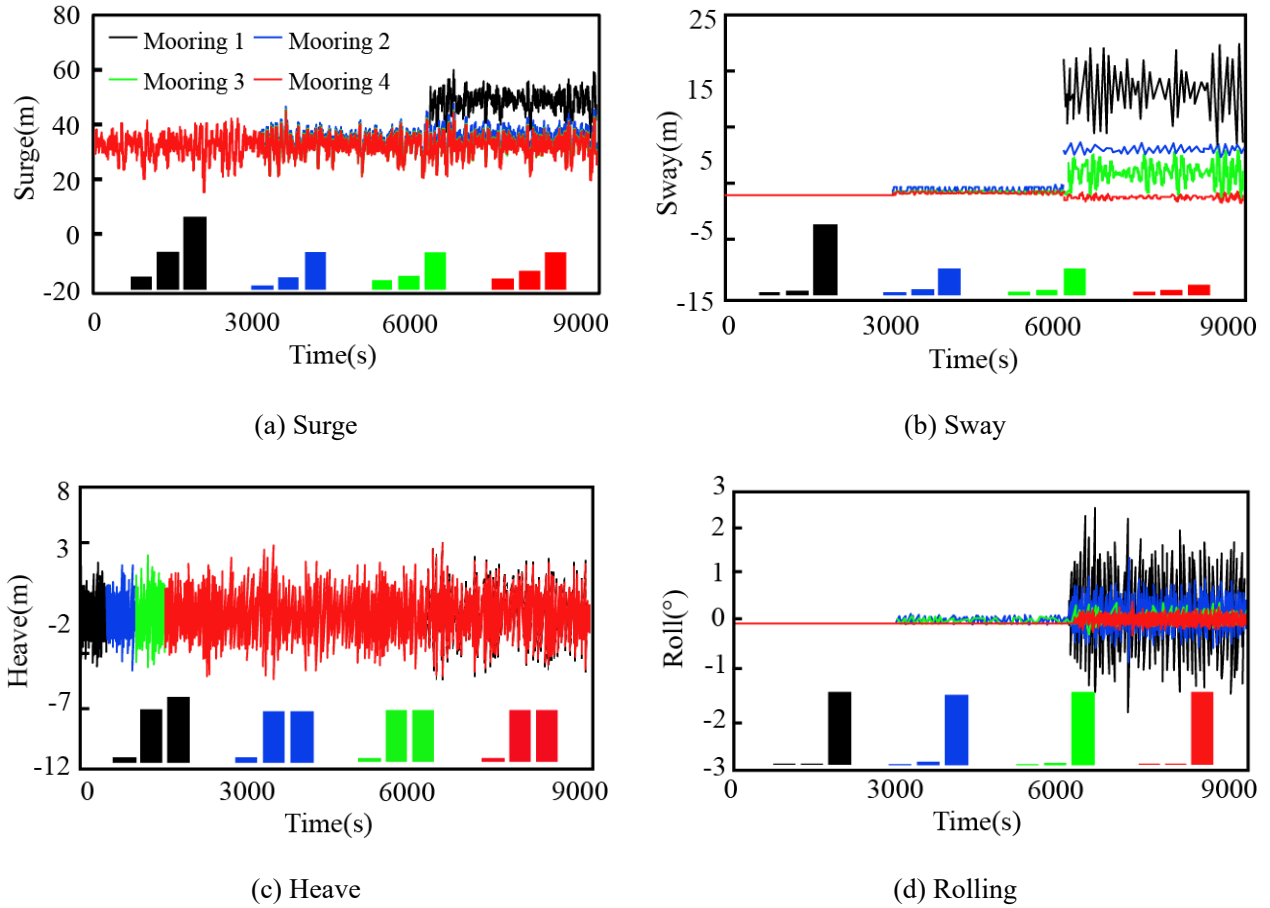 80
60
40
20
0
-20
Surge(m)
Mooring 1
Mooring 2
Mooring 3
Mooring 4
0
3000
6000
9000
Time(s)
(a) Surge
25
15
5
-5
-15
Sway(m)
0
3000
6000
9000
Time(s)
(b) Sway
8
3
-2
-7
-12
Heave(m)
0
3000
6000
9000
Time(s)
(c) Heave
3
2
1
0
-1
-2
-3
Roll(°)
0
3000
6000
9000
Time(s)
(d) Rolling